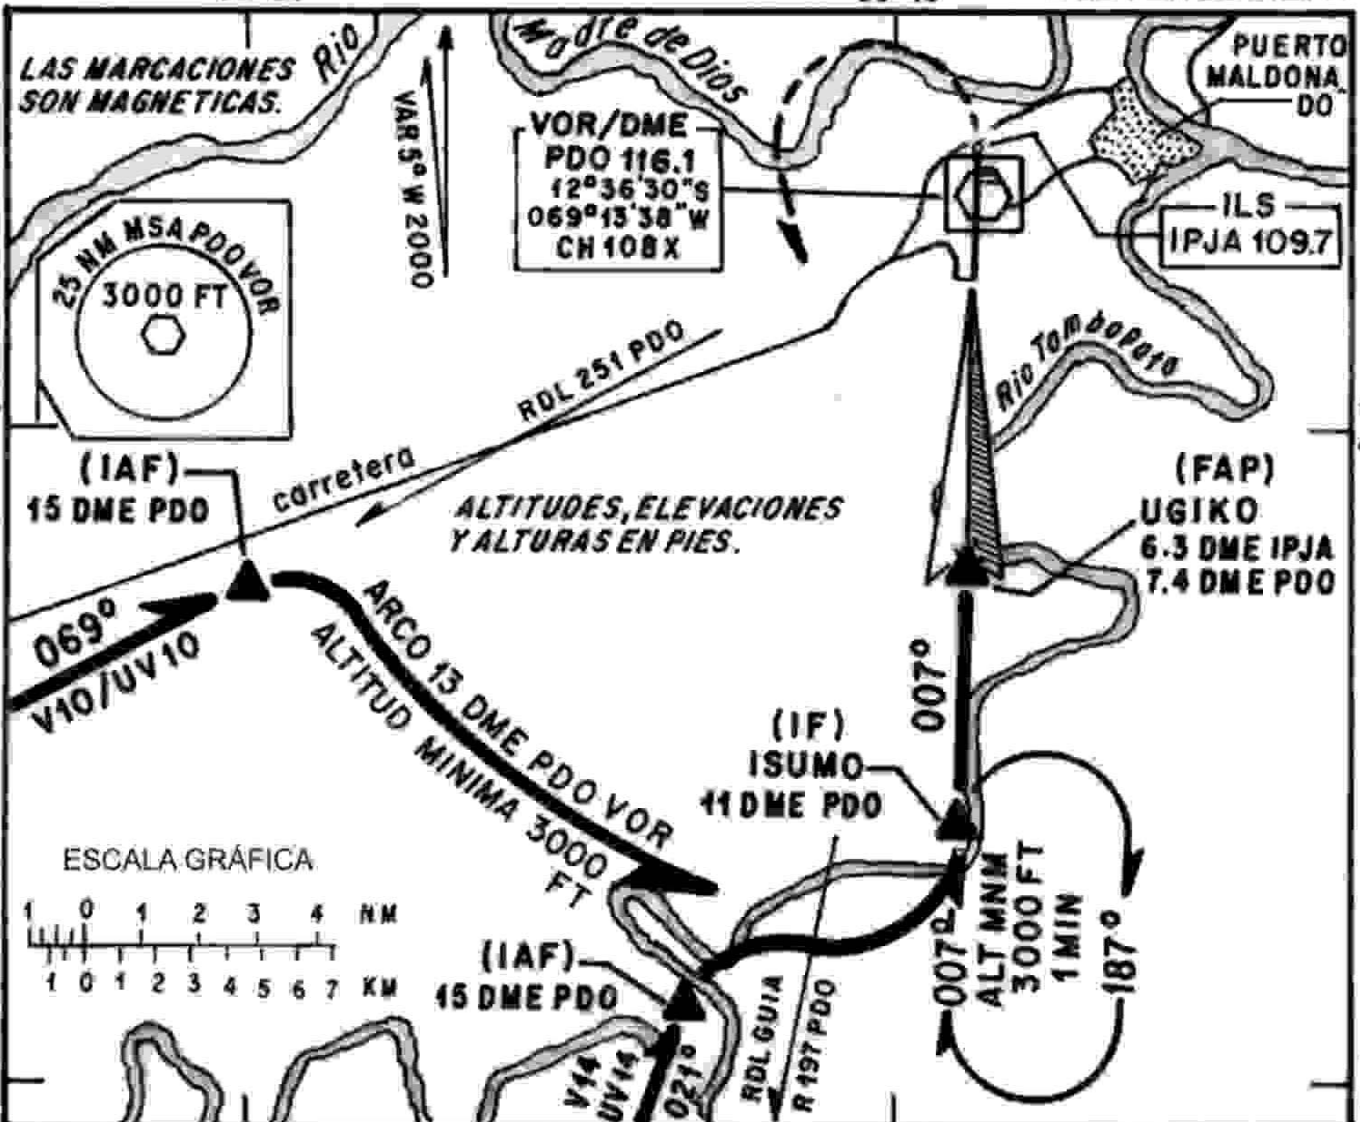 LAS MARCACIONES
SON MAGNETICAS.
Rio
VAR 5° W 2000
Madre de Dios
VOR/DME
PDO 116.1
12°36'30"S
069°13'38"W
CH 108 X
PUERTO
MALDONA
DO
ILS
IPJA 109.7
25 NM MSA PDO VOR
3000 FT
RDL 251 PDO
Rio Tambopata
carretera
(IAF)
15 DME PDO
ALTITUDES, ELEVACIONES
Y ALTURAS EN PIES.
(FAP)
UGIKO
6.3 DME IPJA
7.4 DME PDO
069°
V10/UV10
ARCO 13 DME PDO VOR
ALTITUD MINIMA 3000
FT
007°
(IF)
ISUMO
11 DME PDO
ESCALA GRÁFICA
1 0 1 2 3 4 NM
1 0 1 2 3 4 5 6 7 KM
(IAF)
15 DME PDO
V14
UV14
021°
RDL GUIA
R 197 PDO
007°
ALT MNM
3000 FT
1 MIN
187°